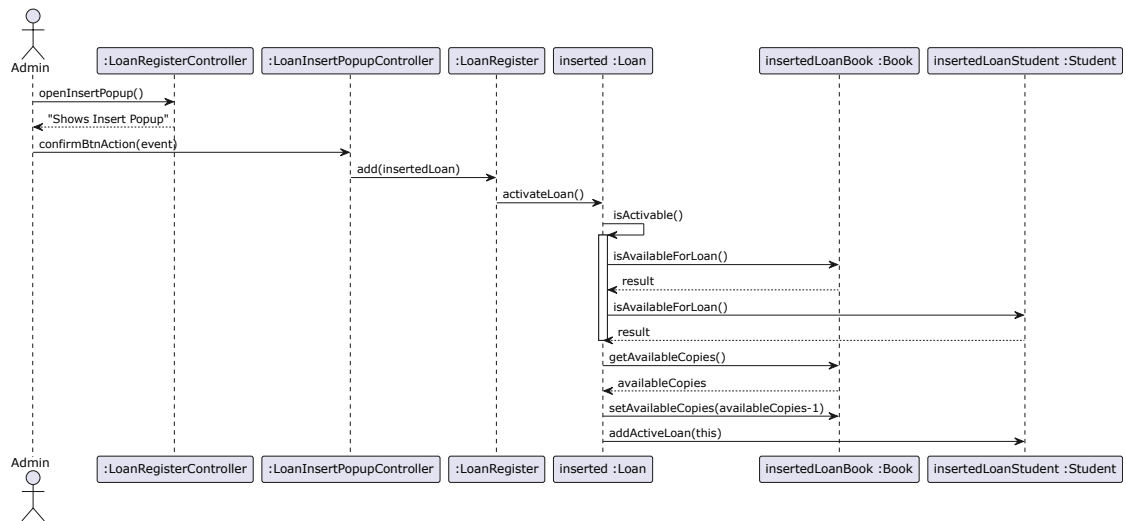 Admin
:LoanRegisterController
:LoanInsertPopupController
:LoanRegister
inserted :Loan
insertedLoanBook :Book
insertedLoanStudent :Student
openInsertPopup()
"Shows Insert Popup"
confirmBtnAction(event)
add(insertedLoan)
activateLoan()
isActivable()
isAvailableForLoan()
result
isAvailableForLoan()
result
getAvailableCopies()
availableCopies
setAvailableCopies(availableCopies-1)
addActiveLoan(this)
Admin
:LoanRegisterController
:LoanInsertPopupController
:LoanRegister
inserted :Loan
insertedLoanBook :Book
insertedLoanStudent :Student